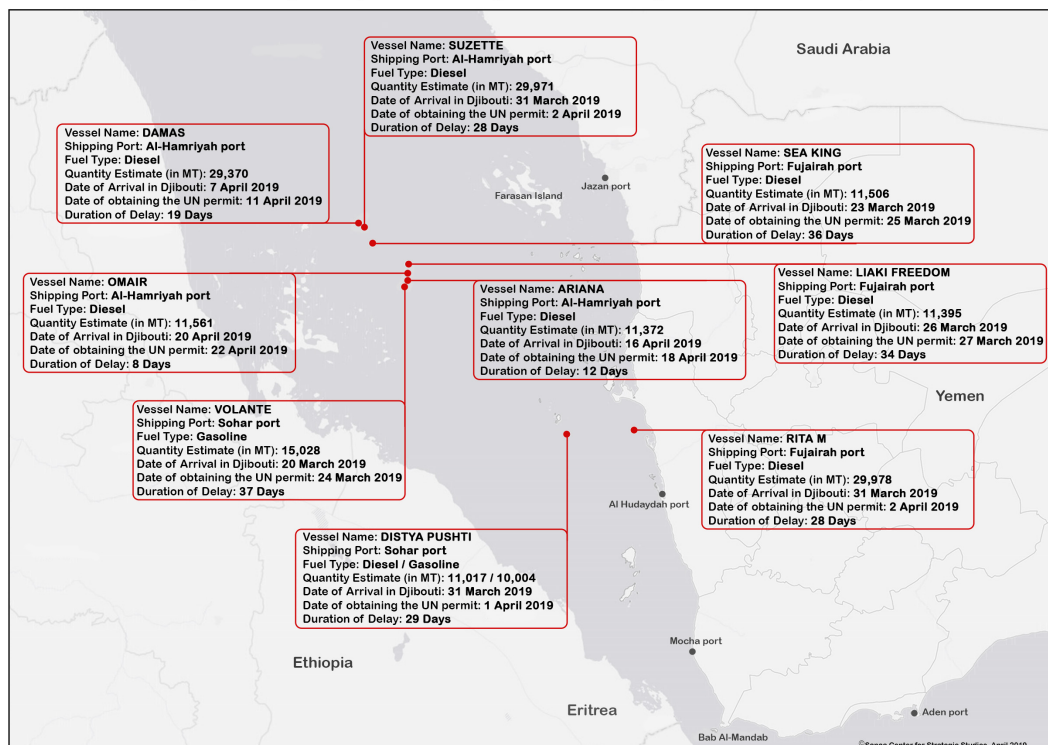 Saudi Arabia
Vessel Name: SUZETTE
Shipping Port: Al-Hamriyah port
Fuel Type: Diesel
Quantity Estimate (in MT): 29,971
Date of Arrival in Djibouti: 31 March 2019
Date of obtaining the UN permit: 2 April 2019
Duration of Delay: 28 Days
Vessel Name: DAMAS
Shipping Port: Al-Hamriyah port
Fuel Type: Diesel
Quantity Estimate (in MT): 29,370
Date of Arrival in Djibouti: 7 April 2019
Date of obtaining the UN permit: 11 April 2019
Duration of Delay: 19 Days
Jazan port
Farasan Island
Vessel Name: SEA KING
Shipping Port: Fujairah port
Fuel Type: Diesel
Quantity Estimate (in MT): 11,506
Date of Arrival in Djibouti: 23 March 2019
Date of obtaining the UN permit: 25 March 2019
Duration of Delay: 36 Days
Vessel Name: OMAIR
Shipping Port: Al-Hamriyah port
Fuel Type: Diesel
Quantity Estimate (in MT): 11,561
Date of Arrival in Djibouti: 20 April 2019
Date of obtaining the UN permit: 22 April 2019
Duration of Delay: 8 Days
Vessel Name: ARIANA
Shipping Port: Al-Hamriyah port
Fuel Type: Diesel
Quantity Estimate (in MT): 11,372
Date of Arrival in Djibouti: 16 April 2019
Date of obtaining the UN permit: 18 April 2019
Duration of Delay: 12 Days
Vessel Name: LIAKI FREEDOM
Shipping Port: Fujairah port
Fuel Type: Diesel
Quantity Estimate (in MT): 11,395
Date of Arrival in Djibouti: 26 March 2019
Date of obtaining the UN permit: 27 March 2019
Duration of Delay: 34 Days
Yemen
Vessel Name: VOLANTE
Shipping Port: Sohar port
Fuel Type: Gasoline
Quantity Estimate (in MT): 15,028
Date of Arrival in Djibouti: 20 March 2019
Date of obtaining the UN permit: 24 March 2019
Duration of Delay: 37 Days
Vessel Name: RITA M
Shipping Port: Fujairah port
Fuel Type: Diesel
Quantity Estimate (in MT): 29,978
Date of Arrival in Djibouti: 31 March 2019
Date of obtaining the UN permit: 2 April 2019
Duration of Delay: 28 Days
Al Hudaydah port
Vessel Name: DISTYA PUSHTI
Shipping Port: Sohar port
Fuel Type: Diesel / Gasoline
Quantity Estimate (in MT): 11,017 / 10,004
Date of Arrival in Djibouti: 31 March 2019
Date of obtaining the UN permit: 1 April 2019
Duration of Delay: 29 Days
Mocha port
Ethiopia
Eritrea
Aden port
Bab Al-Mandab
©Sanaa Center for Strategic Studies, April 2019